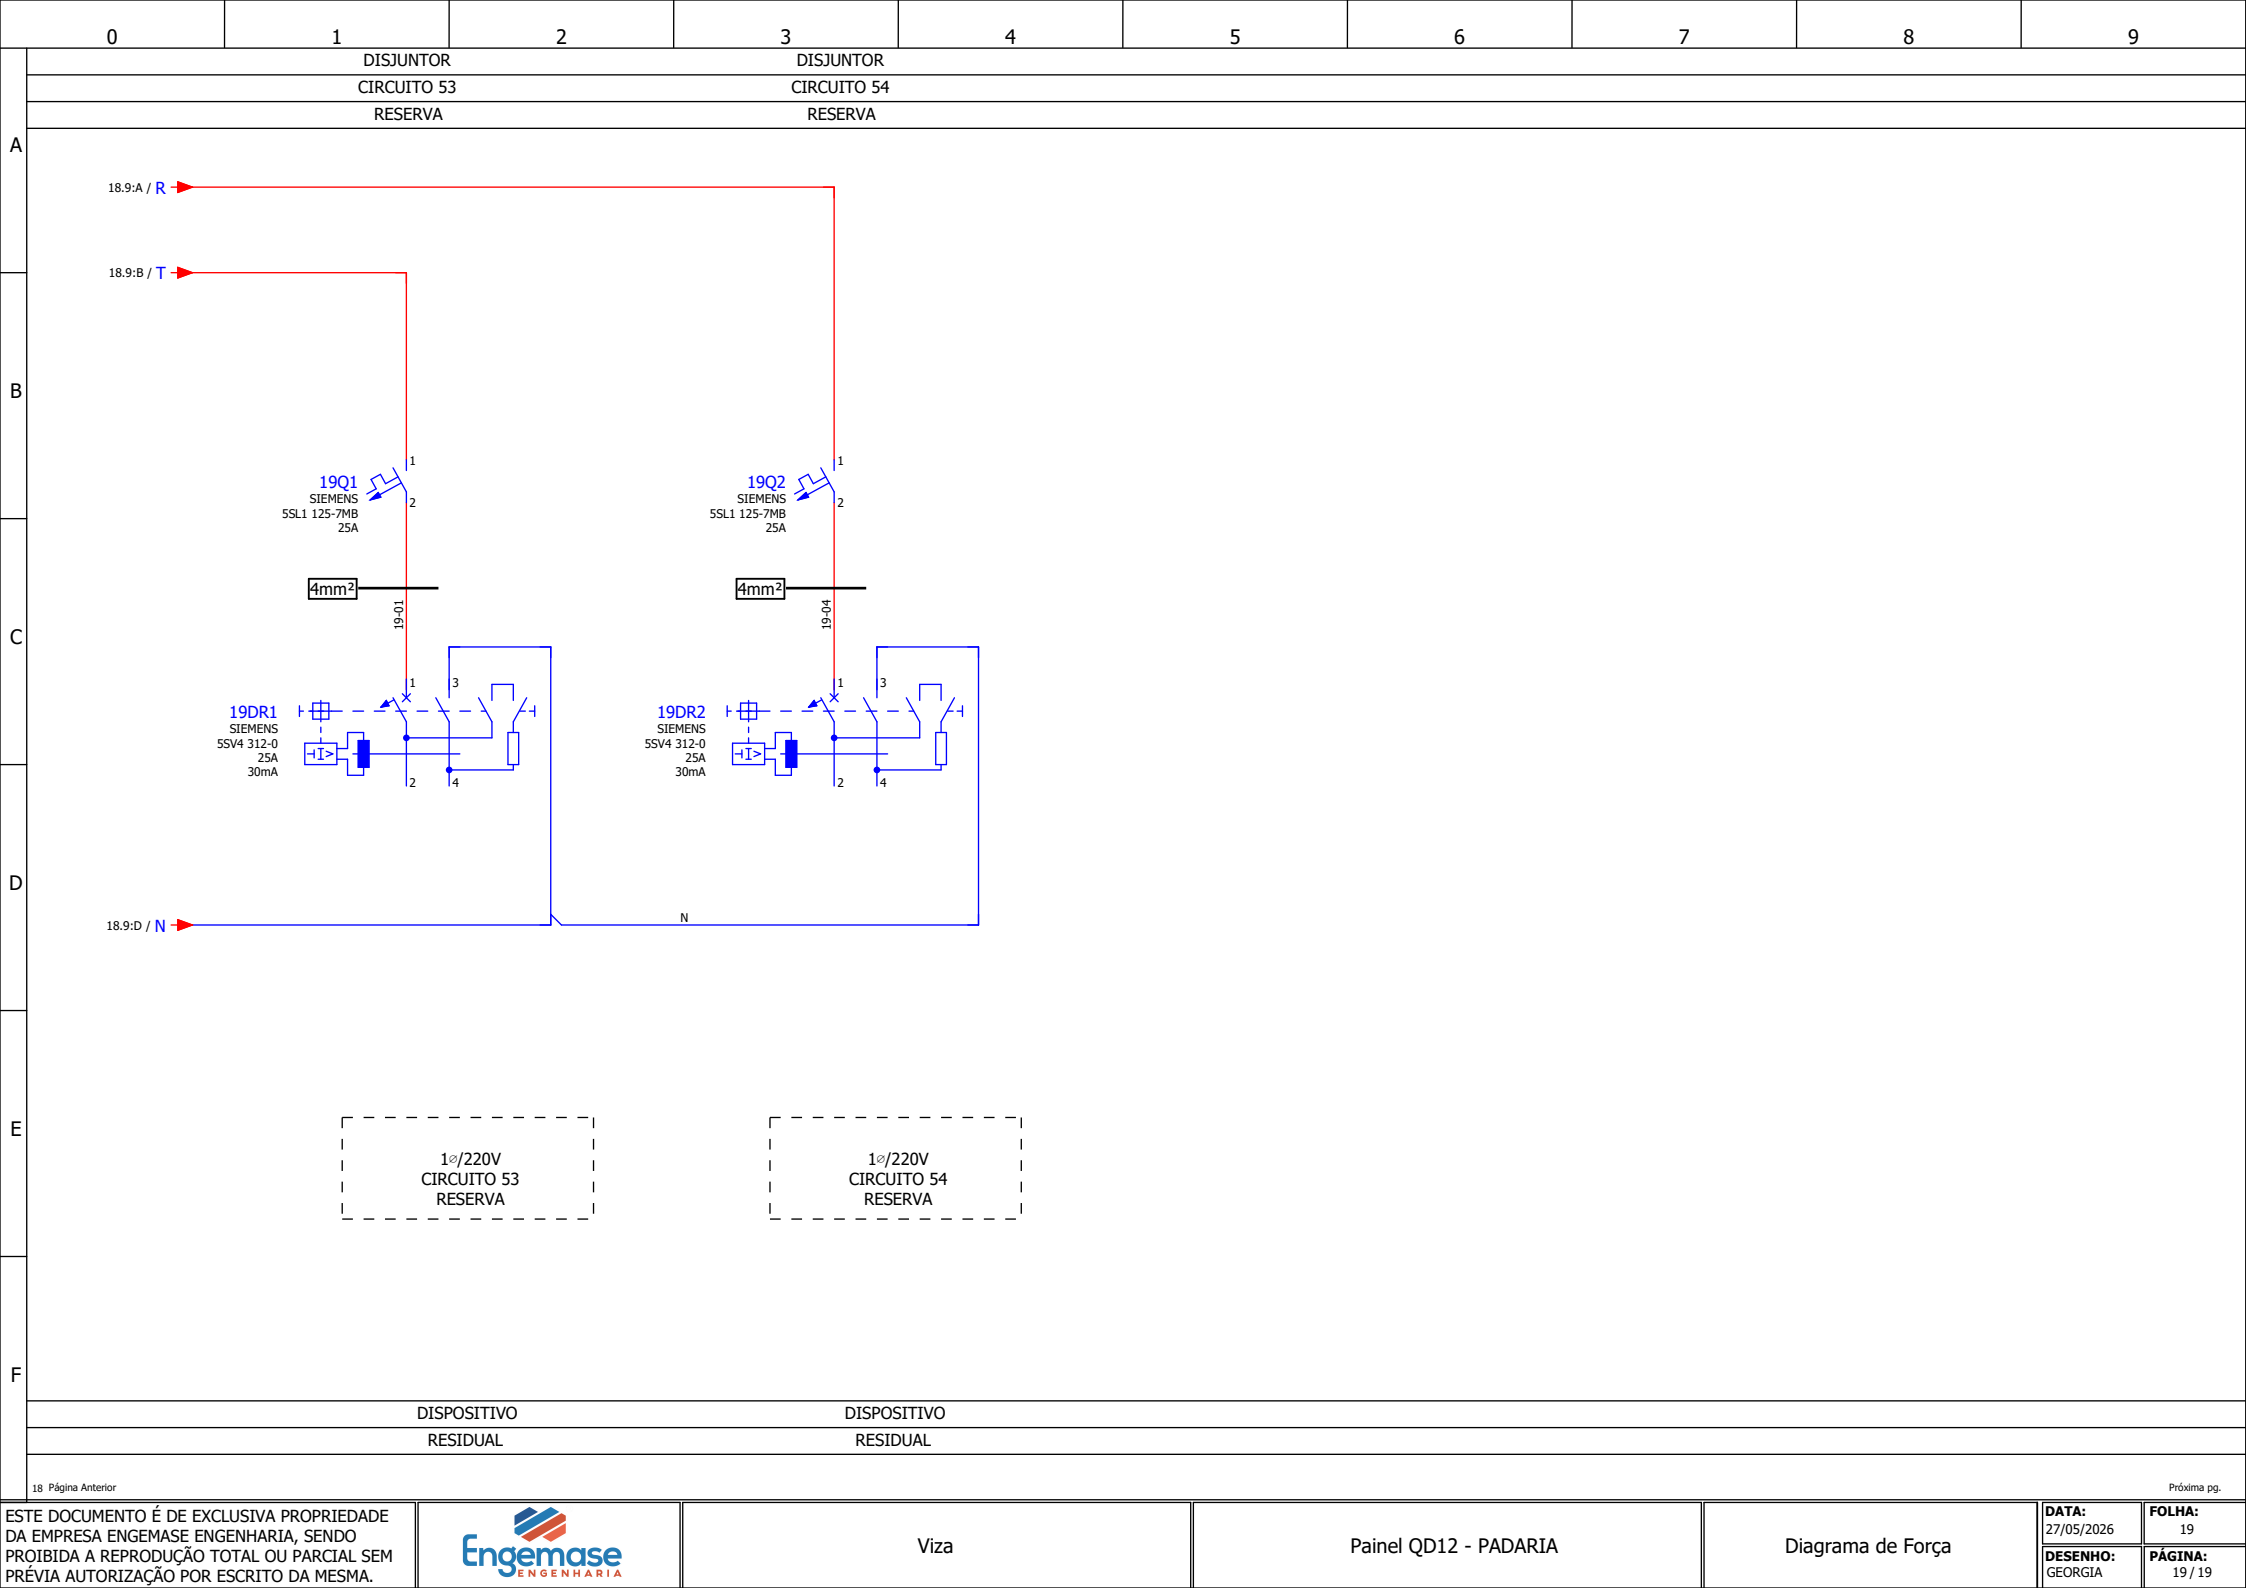 0 1 2 3 4 5 6 7 8 9
DISJUNTOR DISJUNTOR
CIRCUITO 53 CIRCUITO 54
RESERVA RESERVA
A
18.9:A / R
18.9:B / T
B
1 1
19Q1 19Q2
SIEMENS SIEMENS
2 2
5SL1 125-7MB 5SL1 125-7MB
25A 25A
4mm² 4mm²
19-01 19-04
C
1 3 1 3
19DR1 19DR2
SIEMENS SIEMENS
5SV4 312-0 5SV4 312-0
I> I>
25A 25A
30mA 30mA
2 4 2 4
D
N
18.9:D / N
E
1⌀/220V 1⌀/220V
CIRCUITO 53 CIRCUITO 54
RESERVA RESERVA
F
DISPOSITIVO DISPOSITIVO
RESIDUAL RESIDUAL
18 Página Anterior Próxima pg.
ESTE DOCUMENTO É DE EXCLUSIVA PROPRIEDADE
DA EMPRESA ENGEMASE ENGENHARIA, SENDO
PROIBIDA A REPRODUÇÃO TOTAL OU PARCIAL SEM
PRÉVIA AUTORIZAÇÃO POR ESCRITO DA MESMA.
Engemase
ENGENHARIA
Viza
Painel QD12 - PADARIA
Diagrama de Força
DATA: FOLHA:
27/05/2026 19
DESENHO: PÁGINA:
GEORGIA 19 / 19